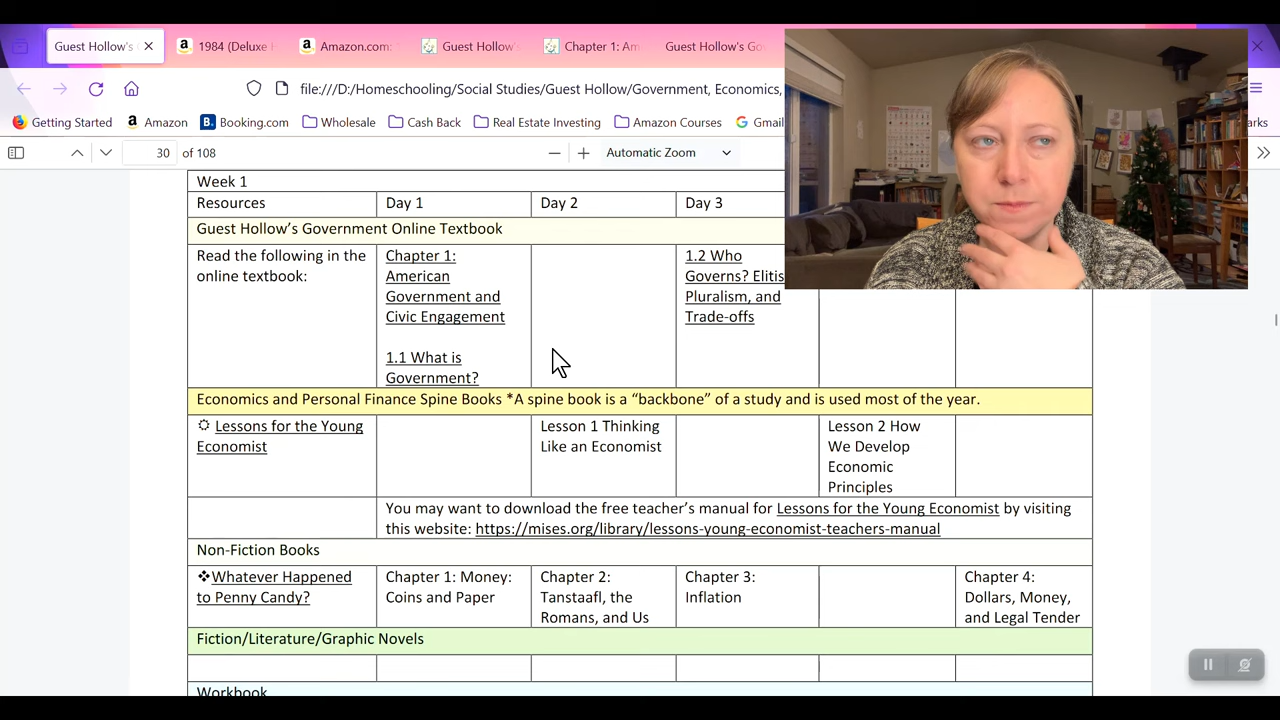 Guest Hollow's
1984 (Deluxe
Amazon.com:
Guest Hollow's
Chapter 1: Am
Guest Hollow's Go
file:///D:/Homeschooling/Social Studies/Guest Hollow/Government, Economics,
Getting Started
Amazon
Booking.com
Wholesale
Cash Back
Real Estate Investing
Amazon Courses
Gmail
30 of 108
Automatic Zoom
Week 1
Resources Day 1 Day 2 Day 3
Guest Hollow's Government Online Textbook
Read the following in the
online textbook:
Chapter 1:
American
Government and
Civic Engagement
1.1 What is
Government?
1.2 Who
Governs? Elitis
Pluralism, and
Trade-offs
Economics and Personal Finance Spine Books *A spine book is a “backbone” of a study and is used most of the year.
Lessons for the Young
Economist
Lesson 1 Thinking
Like an Economist
Lesson 2 How
We Develop
Economic
Principles
You may want to download the free teacher's manual for Lessons for the Young Economist by visiting
this website: https://mises.org/library/lessons-young-economist-teachers-manual
Non-Fiction Books
❖Whatever Happened
to Penny Candy?
Chapter 1: Money:
Coins and Paper
Chapter 2:
Tanstaafl, the
Romans, and Us
Chapter 3:
Inflation
Chapter 4:
Dollars, Money,
and Legal Tender
Fiction/Literature/Graphic Novels
Workbook